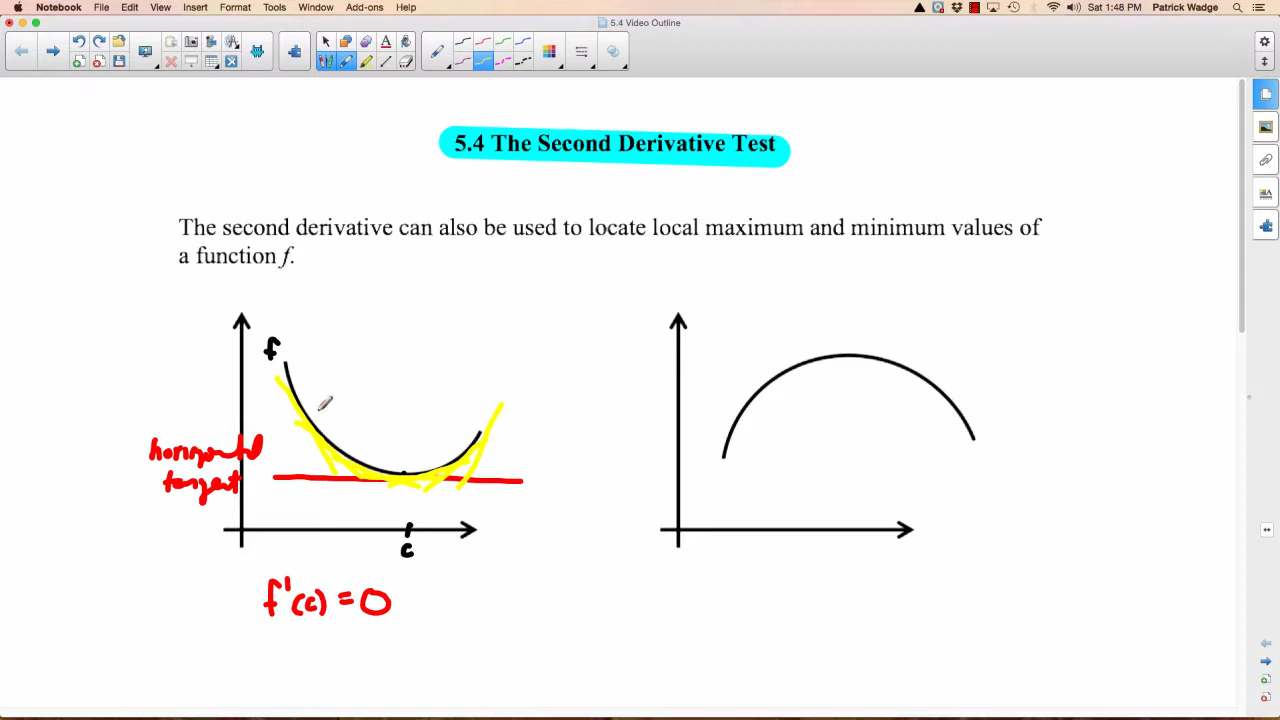 Notebook File Edit View Insert Format Tools Window Add-ons Help Sat 1:48 PM Patrick Wadge
5.4 Video Outline
5.4 The Second Derivative Test
The second derivative can also be used to locate local maximum and minimum values of
a function f.
f
horizontal
tangent
c
f'(c) = 0